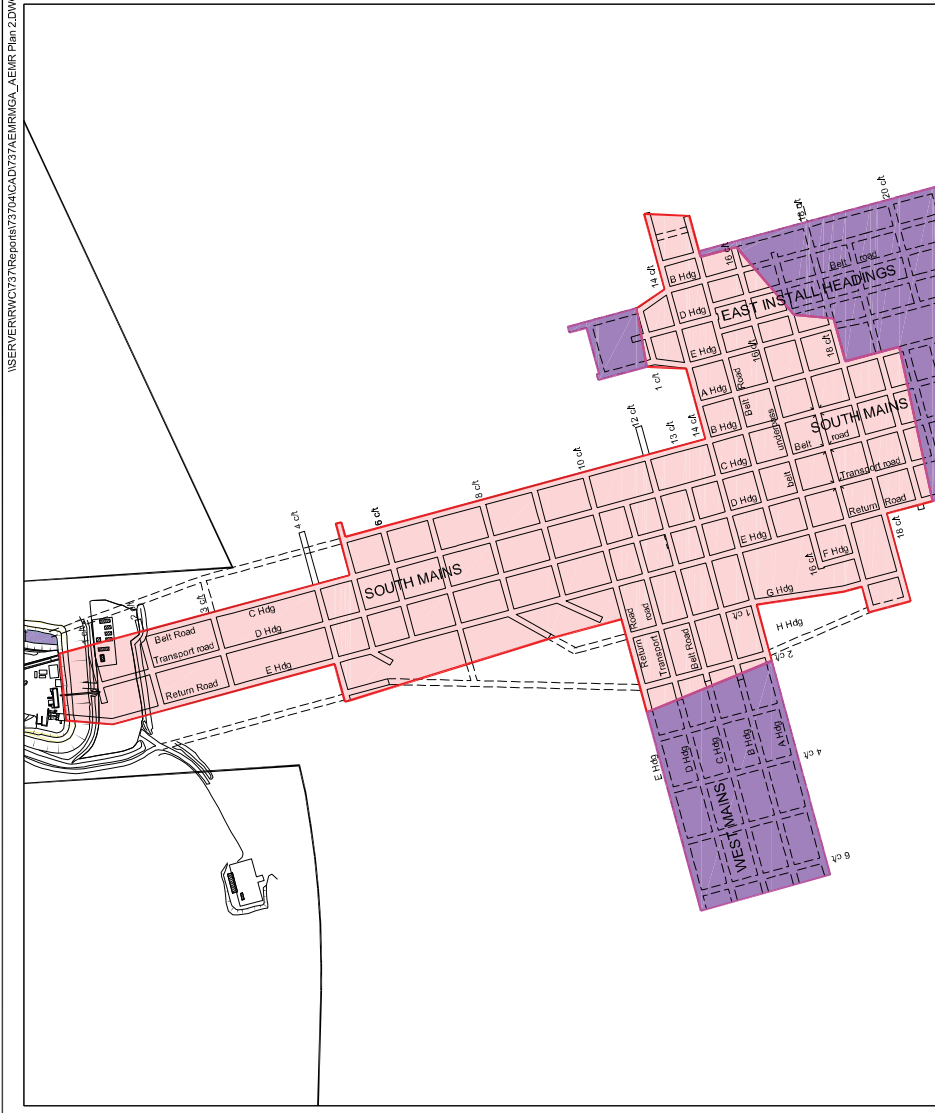 \\SERVER\RWC\737\Reports\73704\CAD\737AEMRMGA_AEMR Plan 2.DW
20 c/t
16 c/t
Belt road
14 c/t
B Hdg
EAST INSTALL HEADINGS
D Hdg
E Hdg
16 c/t
18 c/t
1 c/t
A Hdg
Belt Road
12 c/t
13 c/t
14 c/t
B Hdg
underpass
SOUTH MAINS
Belt road
10 c/t
C Hdg
belt
Transport road
8 c/t
D Hdg
Return Road
6 c/t
4 c/t
E Hdg
18 c/t
F Hdg
16 c/t
SOUTH MAINS
G Hdg
3 c/t
C Hdg
1 c/t
H Hdg
Belt Road
D Hdg
Return Road
Transport road
Belt Road
Transport road
E Hdg
2 c/t
Return Road
E Hdg
D Hdg
C Hdg
B Hdg
A Hdg
4 c/t
WEST MAINS
6 c/t